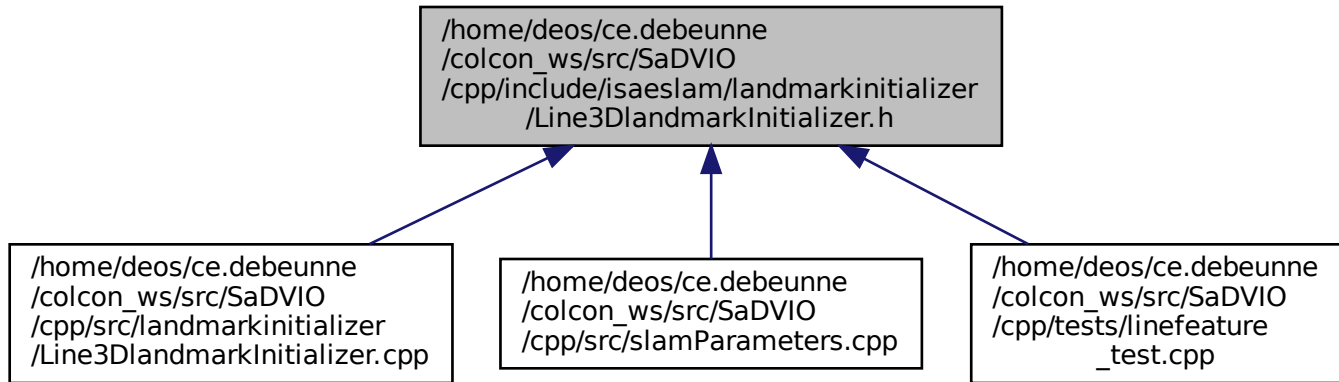 /home/deos/ce.debeunne
/colcon_ws/src/SaDVIO
/cpp/include/isaeslam/landmarkinitializer
/Line3DlandmarkInitializer.h
/home/deos/ce.debeunne
/colcon_ws/src/SaDVIO
/cpp/src/landmarkinitializer
/Line3DlandmarkInitializer.cpp
/home/deos/ce.debeunne
/colcon_ws/src/SaDVIO
/cpp/src/slamParameters.cpp
/home/deos/ce.debeunne
/colcon_ws/src/SaDVIO
/cpp/tests/linefeature
_test.cpp